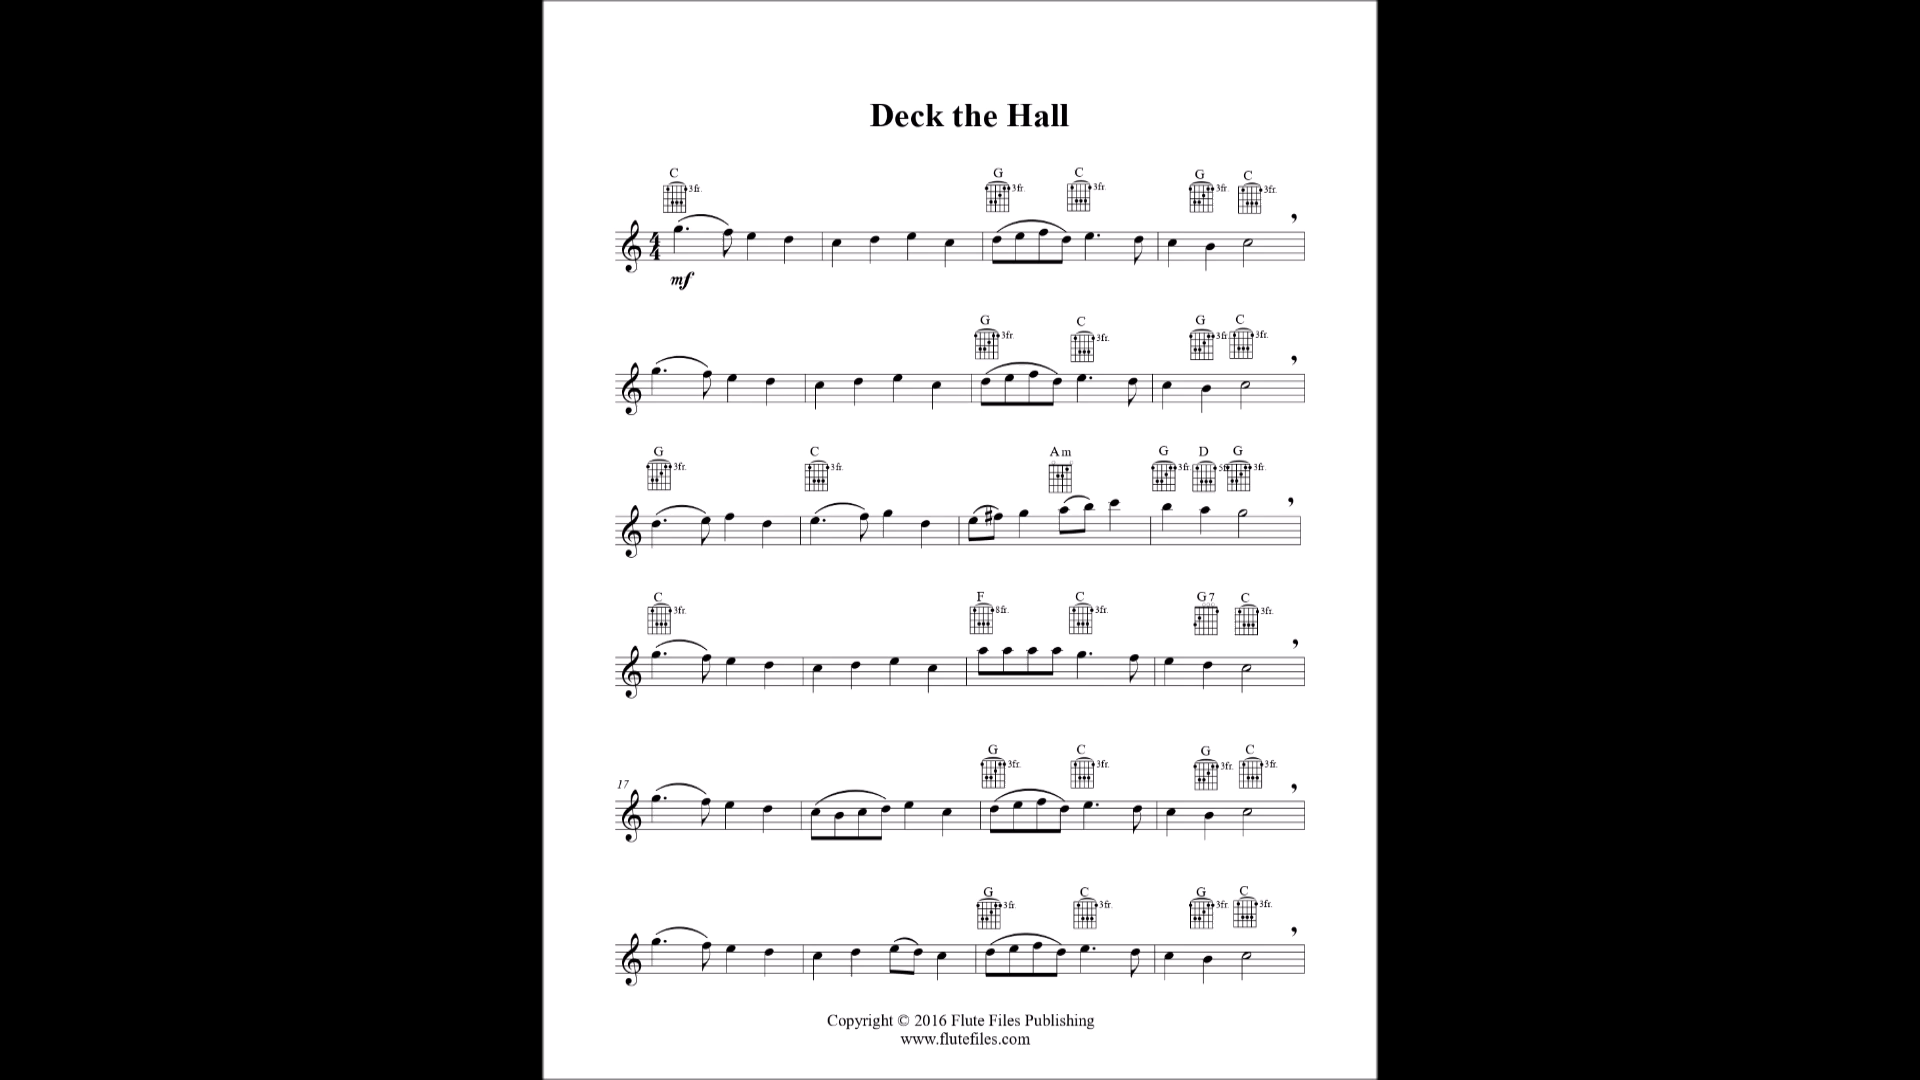 Deck the Hall
C G C G C
3fr. 3fr. 3fr. 3fr. 3fr.
4
4
mf
G C G C
3fr. 3fr. 3fr. 3fr.
G C Am G D G
3fr. 3fr. 3fr. 3fr.
C F C G7 C
3fr. 8fr. 3fr. 3fr.
G C G C
3fr. 3fr. 3fr. 3fr.
17
G C G C
3fr. 3fr. 3fr. 3fr.
Copyright © 2016 Flute Files Publishing
www.flutefiles.com